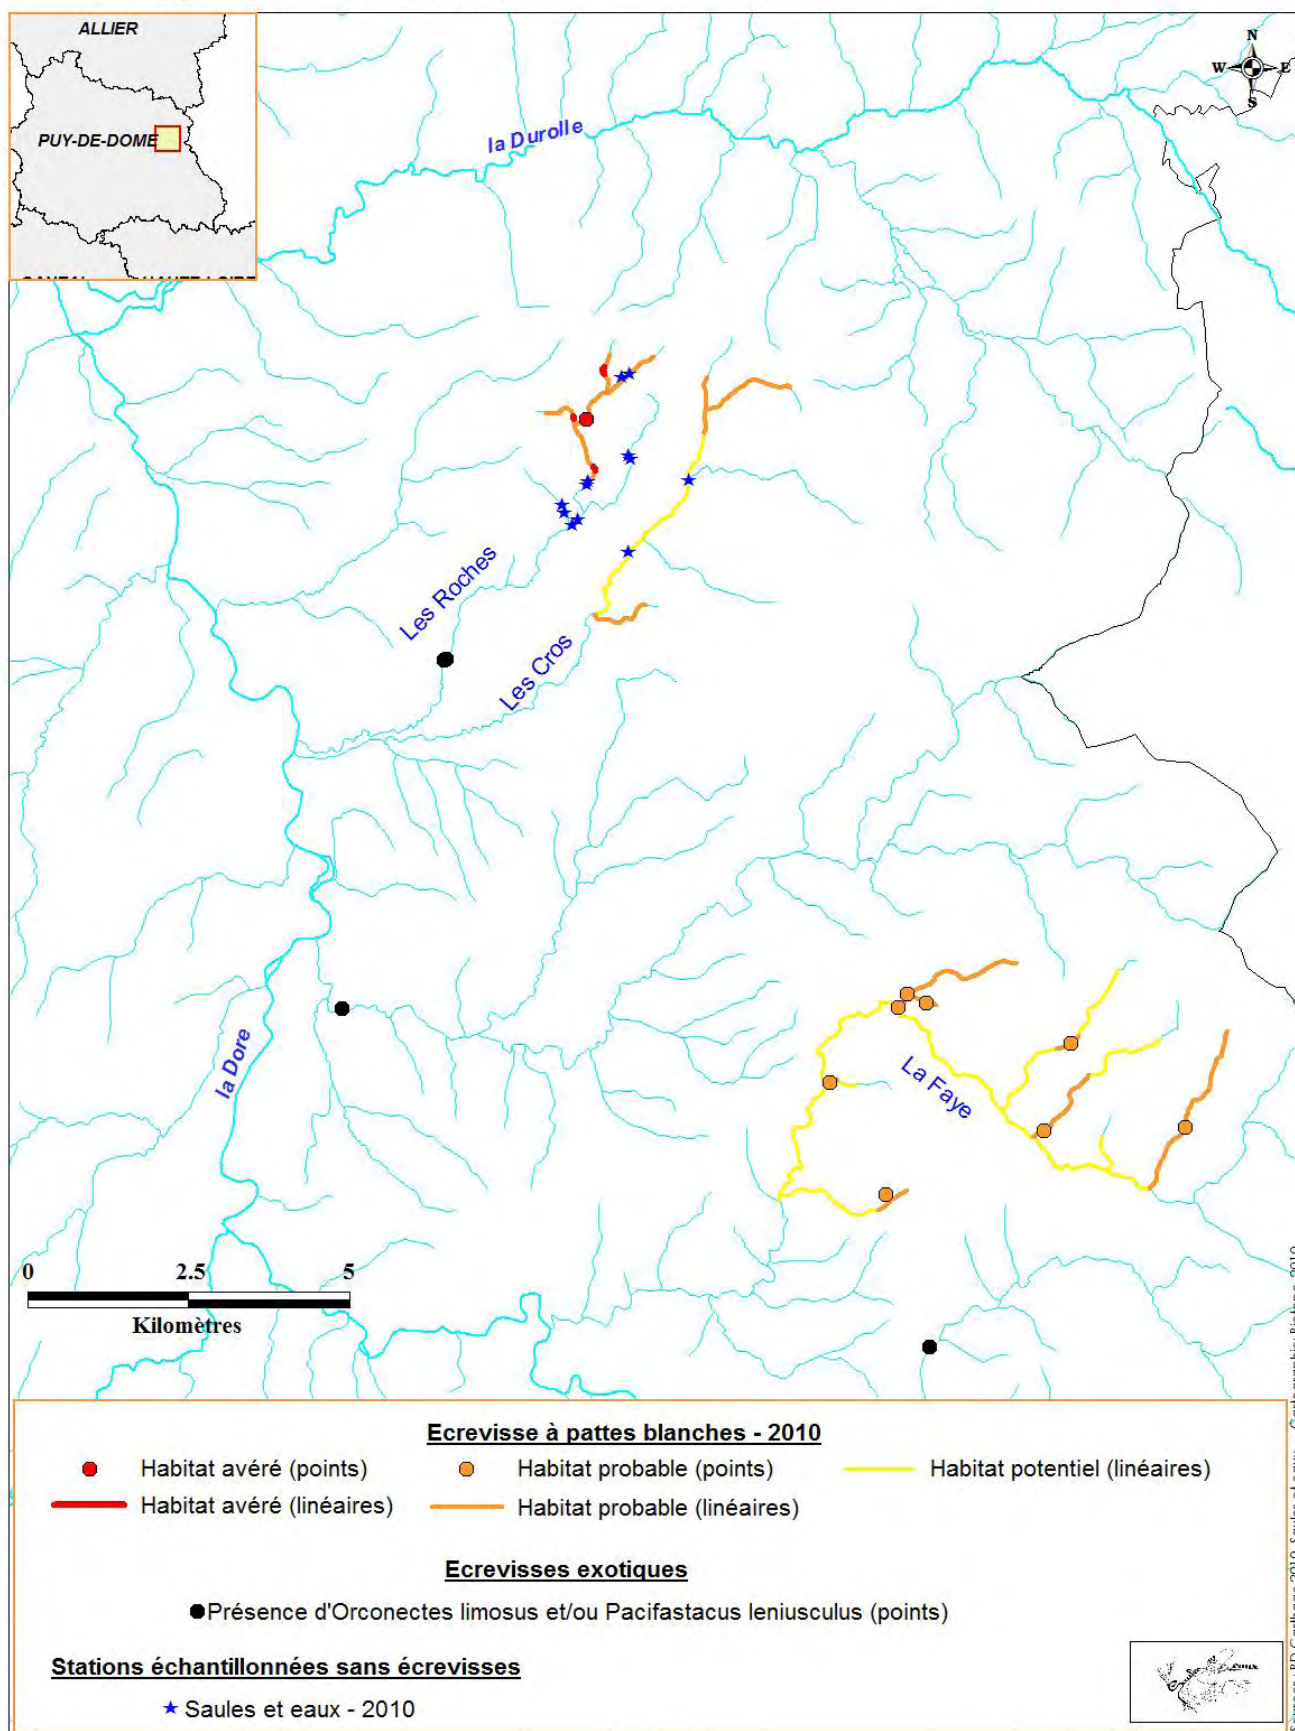 ALLIER
PUY-DE-DOME
N
W
E
S
la Durolle
Les Roches
Les Cros
la Dore
La Faye
0 2.5 5
Kilomètres
Ecrevisse à pattes blanches - 2010
Habitat avéré (points)
Habitat probable (points)
Habitat potentiel (linéaires)
Habitat avéré (linéaires)
Habitat probable (linéaires)
Ecrevisses exotiques
Présence d'Orconectes limosus et/ou Pacifastacus leniusculus (points)
Stations échantillonnées sans écrevisses
Saules et eaux - 2010